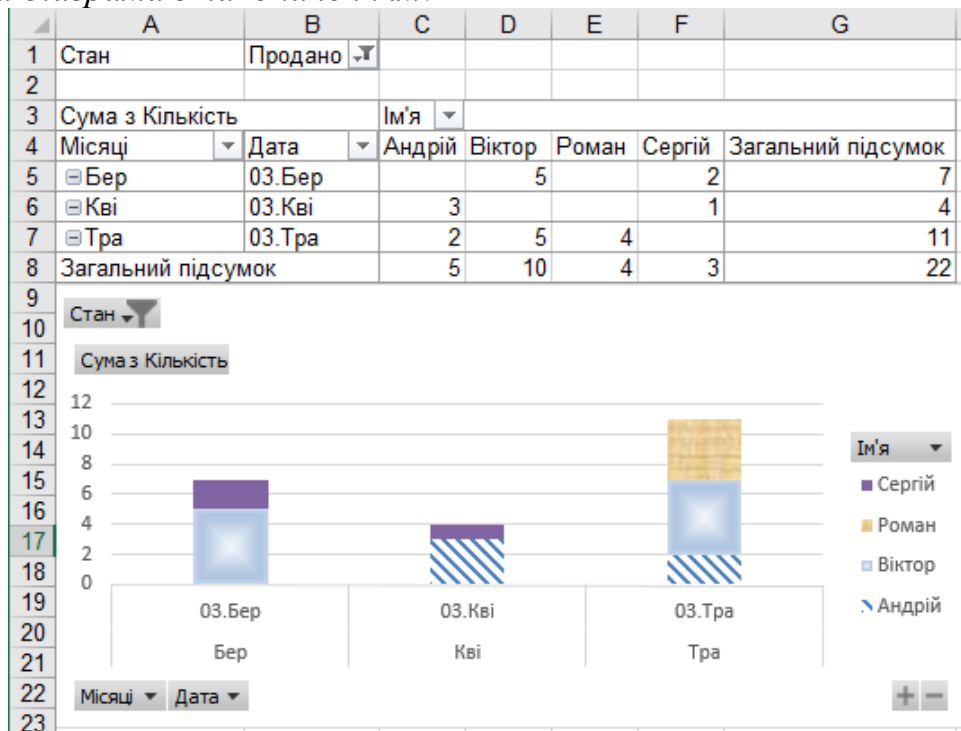 A B C D E F G
1 Стан Продано
2
3 Сума з Кількість Ім'я
4 Місяці Дата Андрій Віктор Роман Сергій Загальний підсумок
5 Бер 03.Бер 5 2 7
6 Кві 03.Кві 3 1 4
7 Тра 03.Тра 2 5 4 11
8 Загальний підсумок 5 10 4 3 22
9
Стан
10
11 Сума з Кількість
12
12
13
10
14
8
Ім'я
15
6
Сергій
16
4
Роман
17
2
18
0
Віктор
19 03.Бер 03.Кві 03.Тра Андрій
20
21 Бер Кві Тра
22 Місяці Дата + −
23